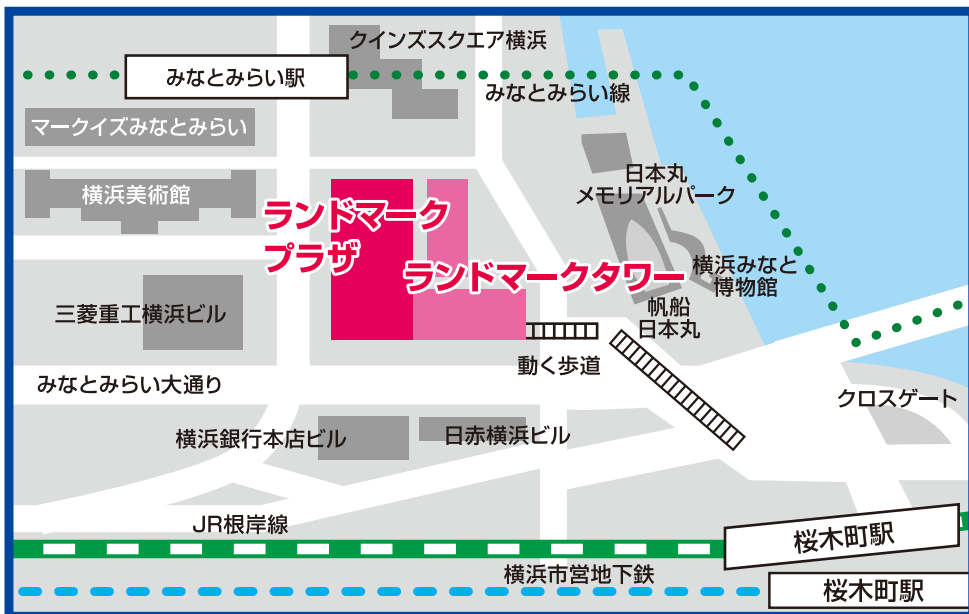 クインズスクエア横浜
みなとみらい駅
みなとみらい線
マークイズみなとみらい
日本丸
メモリアルパーク
横浜美術館
ランドマーク
プラザ
ランドマークタワー
横浜みなと
博物館
帆船
日本丸
三菱重工横浜ビル
動く歩道
みなとみらい大通り
クロスゲート
横浜銀行本店ビル
日赤横浜ビル
JR根岸線
桜木町駅
横浜市営地下鉄
桜木町駅